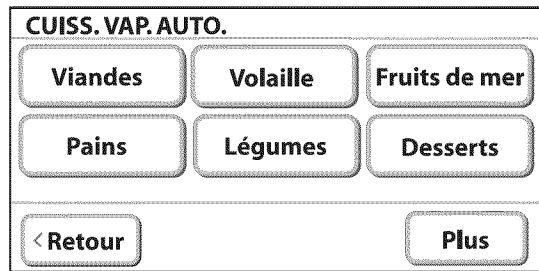 CUISS. VAP. AUTO.
Viandes Volaille Fruits de mer
Pains Légumes Desserts
<Retour Plus